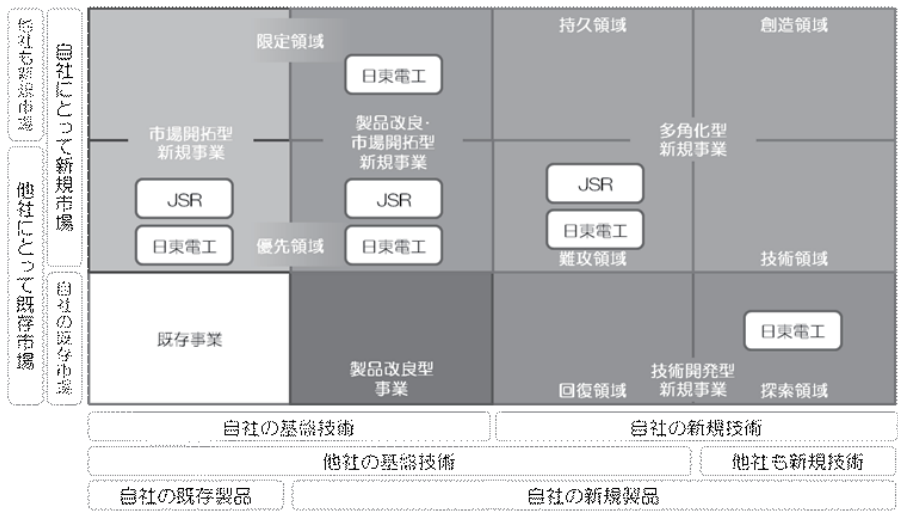 他社も新規市場
自社にとって新規市場
他社にとって既存市場
自社の既存市場
限定領域
持久領域
創造領域
日東電工
市場開拓型
新規事業
製品改良・
市場開拓型
新規事業
多角化型
新規事業
JSR
JSR
JSR
日東電工
優先領域
日東電工
日東電工
難攻領域
技術領域
既存事業
日東電工
製品改良型
事業
技術開発型
新規事業
回復領域
探索領域
自社の基盤技術
自社の新規技術
他社の基盤技術
他社も新規技術
自社の既存製品
自社の新規製品